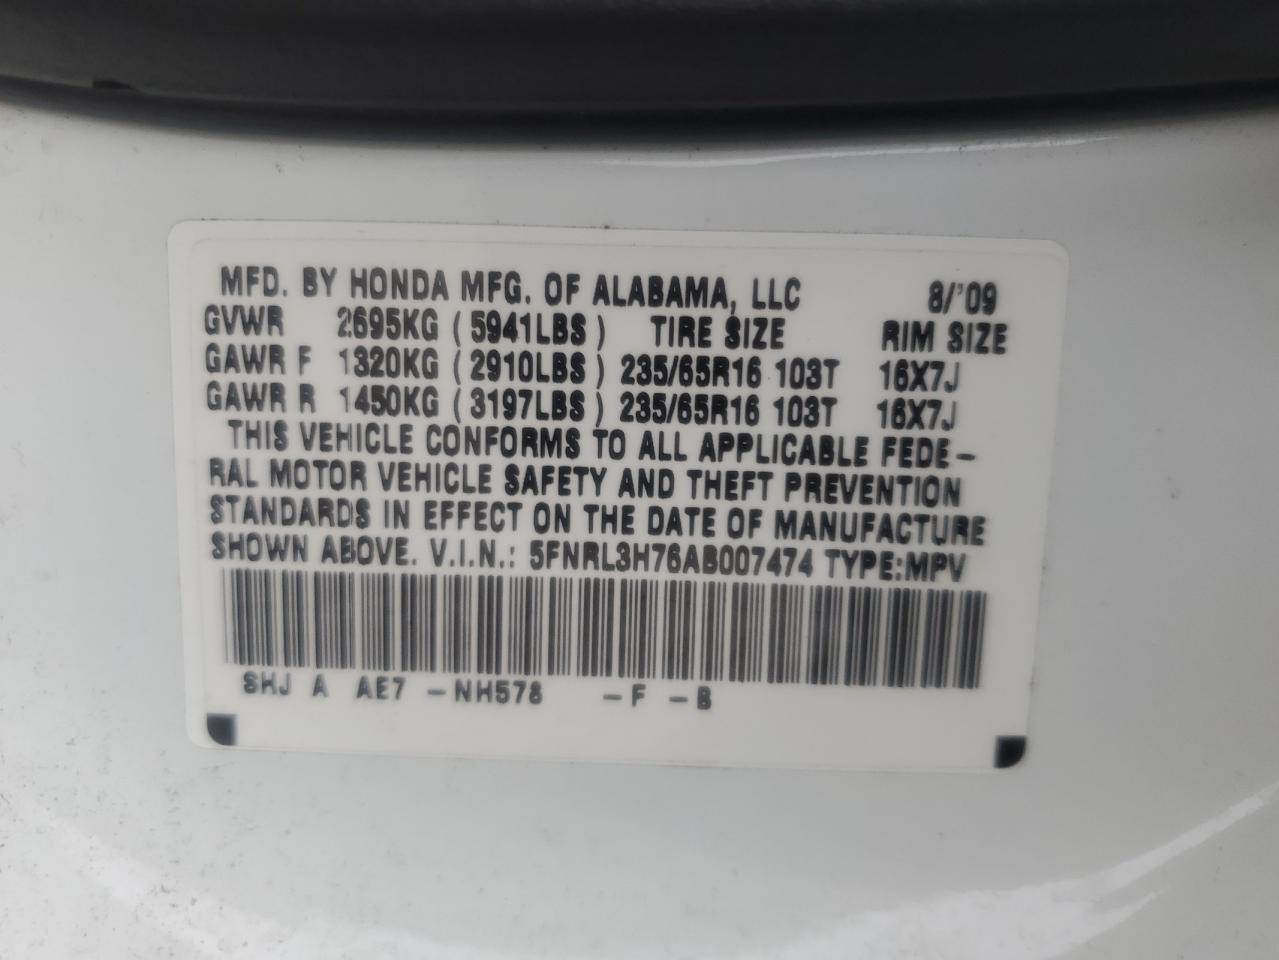 MFD. BY HONDA MFG. OF ALABAMA, LLC 8/'09
GVWR 2695KG (5941LBS) TIRE SIZE RIM SIZE
GAWR F 1320KG (2910LBS) 235/65R16 103T 16X7J
GAWR R 1450KG (3197LBS) 235/65R16 103T 16X7J
THIS VEHICLE CONFORMS TO ALL APPLICABLE FEDE-
RAL MOTOR VEHICLE SAFETY AND THEFT PREVENTION
STANDARDS IN EFFECT ON THE DATE OF MANUFACTURE
SHOWN ABOVE. V.I.N.: 5FNRL3H76AB007474 TYPE:MPV
SHJ A AE7 -NH578 -F -B